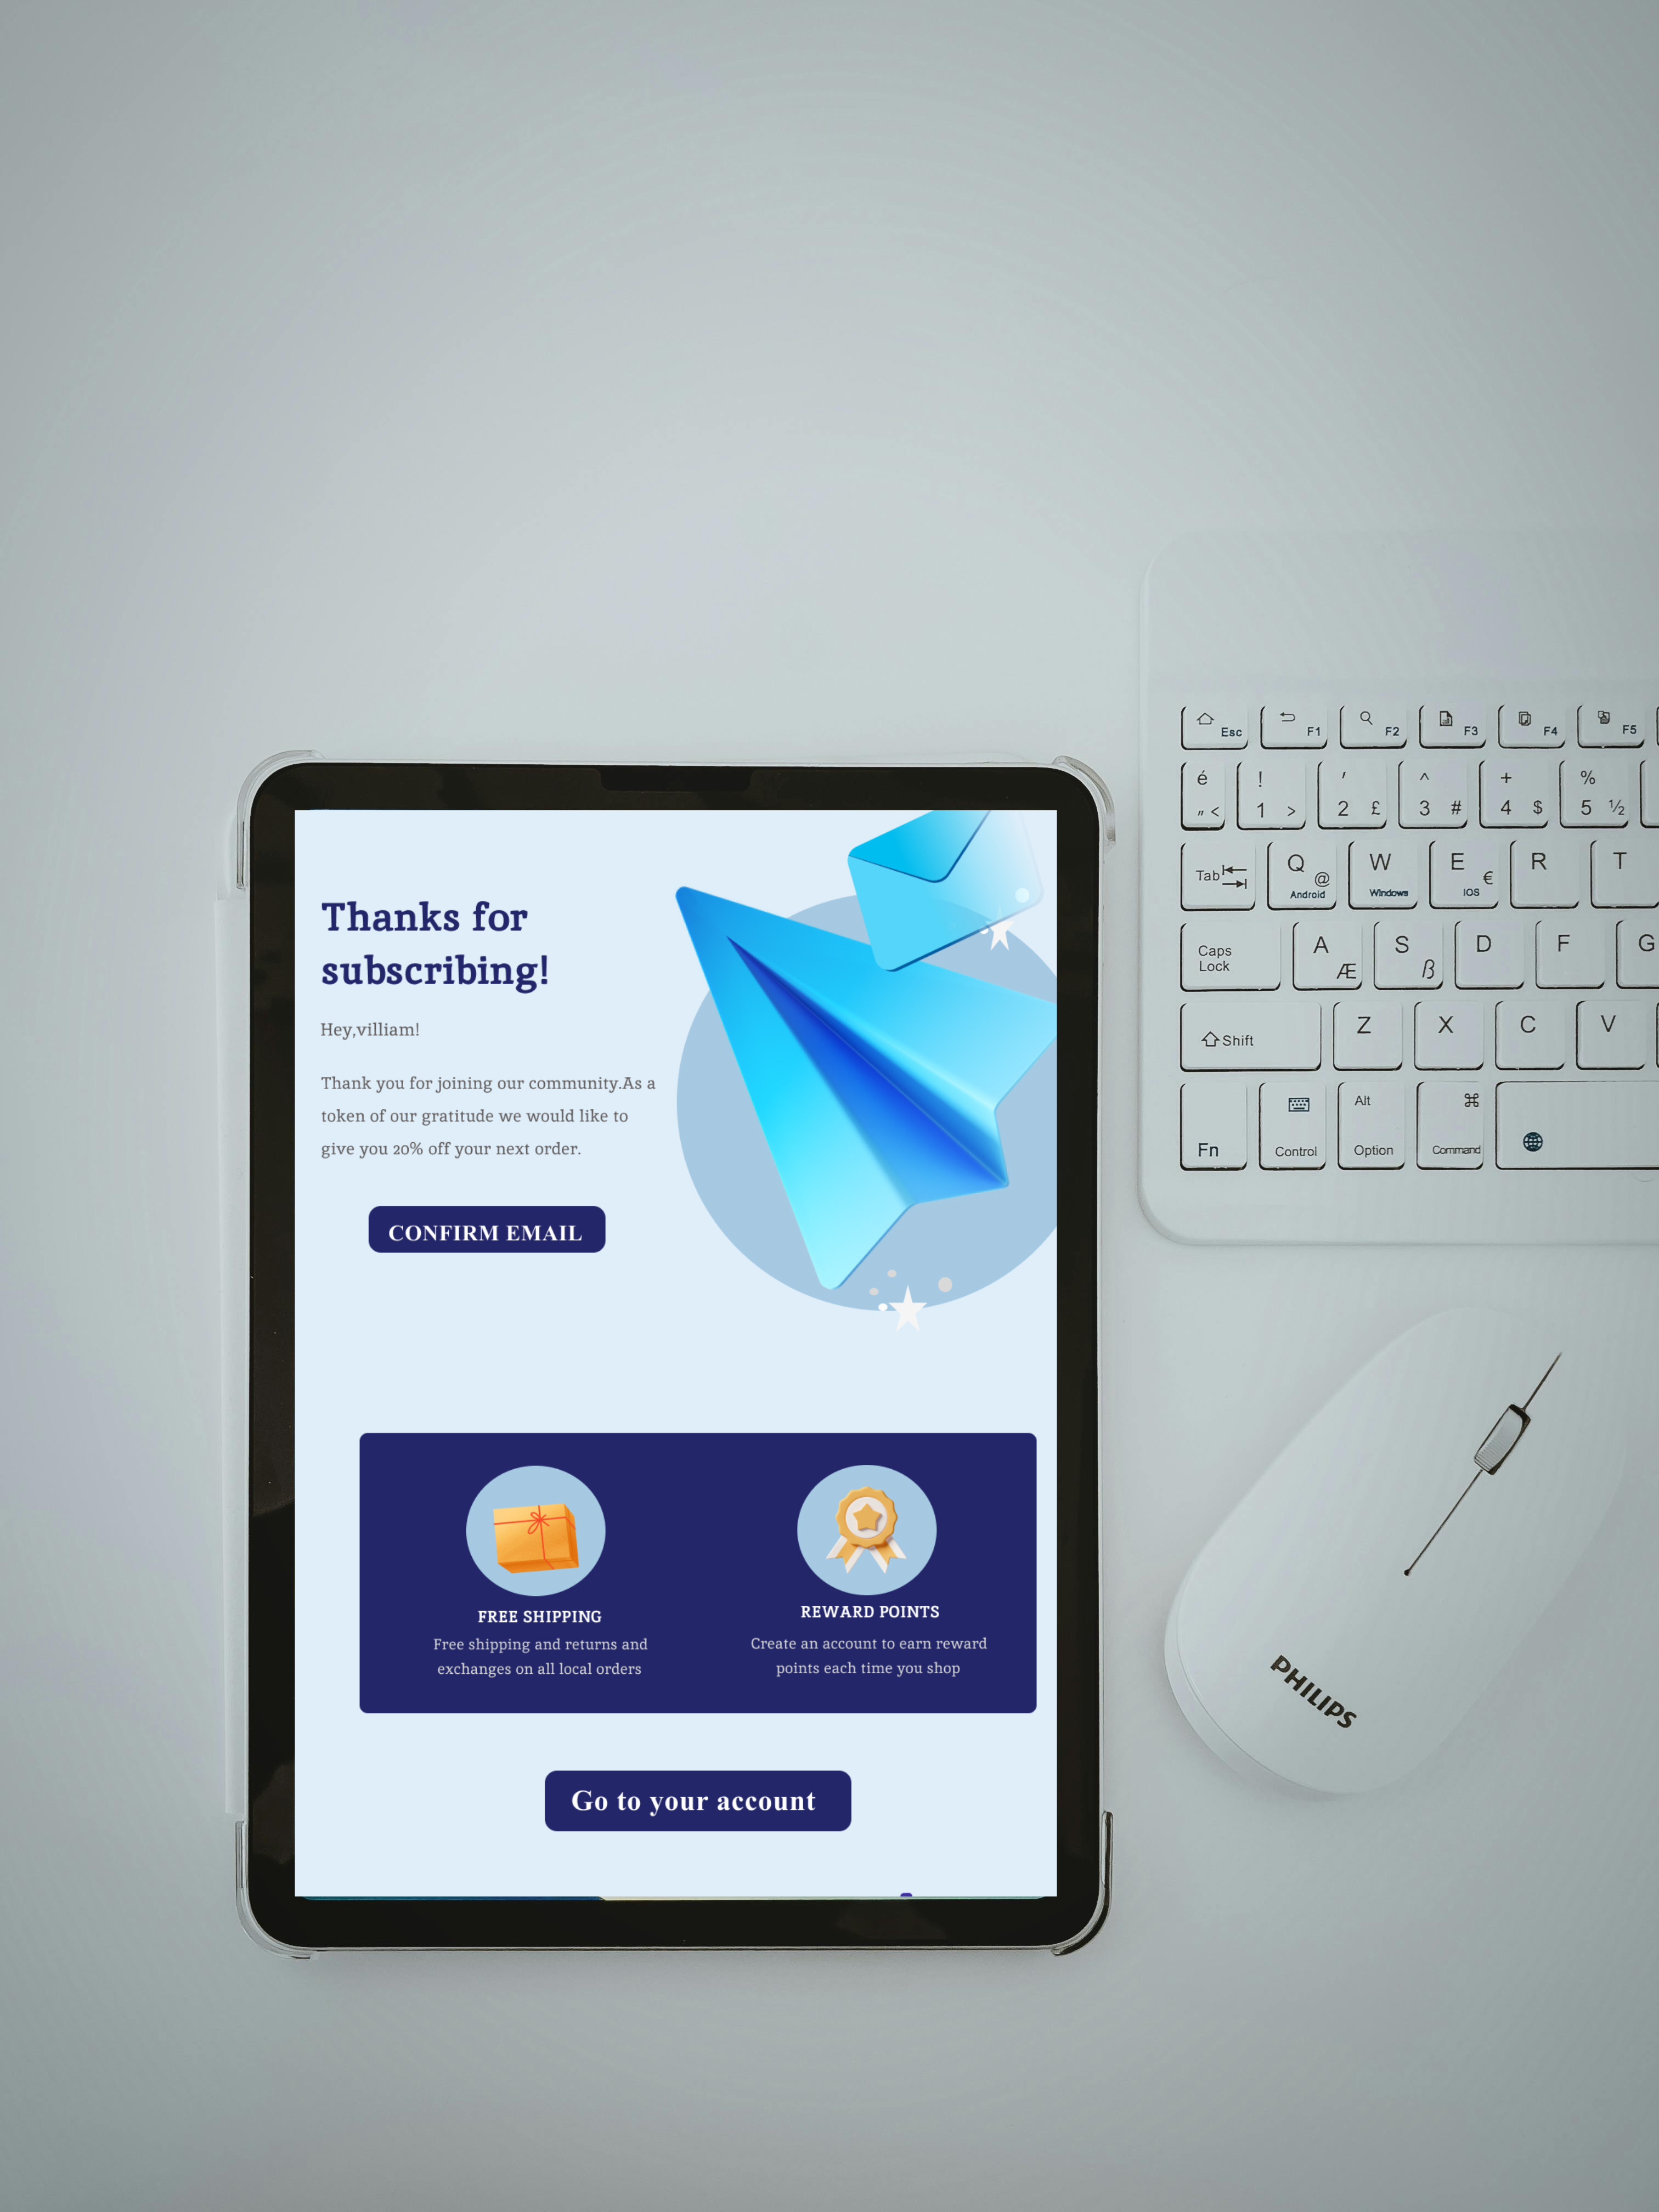 Thanks for
subscribing!
Hey,villiam!
Thank you for joining our community.As a
token of our gratitude we would like to
give you 20% off your next order.
CONFIRM EMAIL
FREE SHIPPING
Free shipping and returns and
exchanges on all local orders
REWARD POINTS
Create an account to earn reward
points each time you shop
Go to your account
Esc F1 F2 F3 F4 F5
é ! ' ^ + %
„ < 1 > 2 £ 3 # 4 $ 5 ½
Tab Q @ W E € R T
Android Windows IOS
Caps A S D F G
Lock Æ ß
Shift Z X C V
Alt ⌘
Fn Control Option Command
PHILIPS